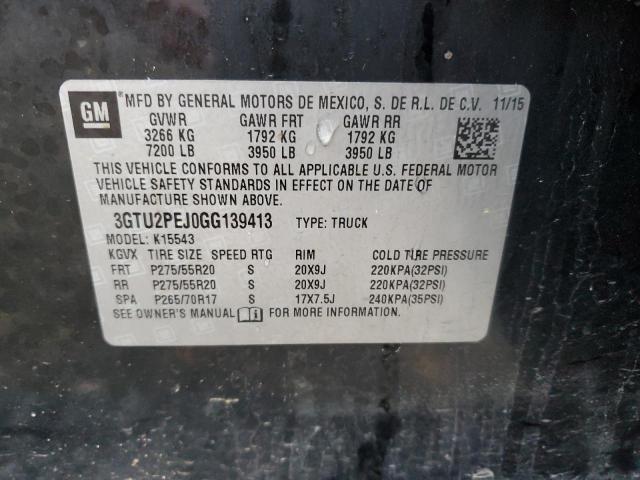 GM ® MFD BY GENERAL MOTORS DE MEXICO, S. DE R.L. DE C.V. 11/15
GVWR GAWR FRT GAWR RR
3266 KG 1792 KG 1792 KG
7200 LB 3950 LB 3950 LB
THIS VEHICLE CONFORMS TO ALL APPLICABLE U.S. FEDERAL MOTOR
VEHICLE SAFETY STANDARDS IN EFFECT ON THE DATE OF
MANUFACTURE SHOWN ABOVE.
3GTU2PEJ0GG139413 TYPE: TRUCK
MODEL: K15543
KGVX TIRE SIZE SPEED RTG RIM COLD TIRE PRESSURE
FRT P275/55R20 S 20X9J 220KPA(32PSI)
RR P275/55R20 S 20X9J 220KPA(32PSI)
SPA P265/70R17 S 17X7.5J 240KPA(35PSI)
SEE OWNER'S MANUAL i FOR MORE INFORMATION.